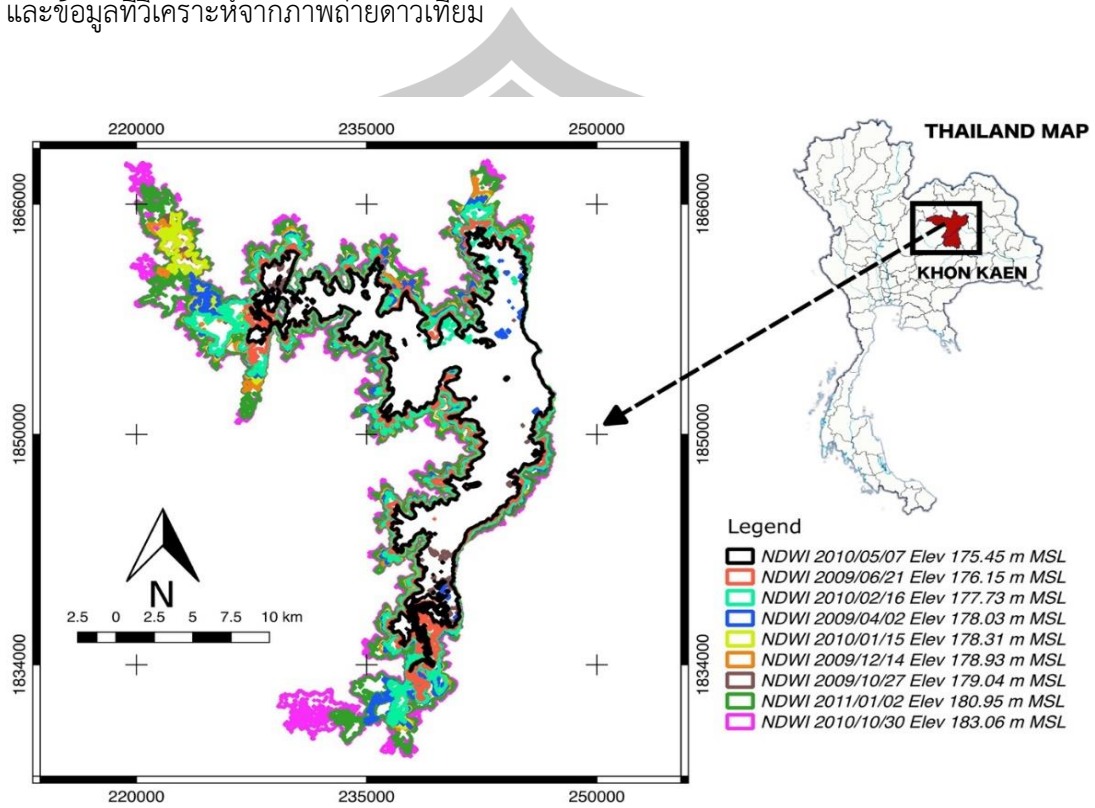 และข้อมูลที่วิเคราะห์จากภาพถ่ายดาวเทียม
220000 235000 250000
THAILAND MAP
1866000 1866000
KHON KAEN
1850000 1850000
Legend
NDWI 2010/05/07 Elev 175.45 m MSL
NDWI 2009/06/21 Elev 176.15 m MSL
NDWI 2010/02/16 Elev 177.73 m MSL
NDWI 2009/04/02 Elev 178.03 m MSL
NDWI 2010/01/15 Elev 178.31 m MSL
NDWI 2009/12/14 Elev 178.93 m MSL
NDWI 2009/10/27 Elev 179.04 m MSL
NDWI 2011/01/02 Elev 180.95 m MSL
NDWI 2010/10/30 Elev 183.06 m MSL
N
2.5 0 2.5 5 7.5 10 km
1834000 1834000
220000 235000 250000